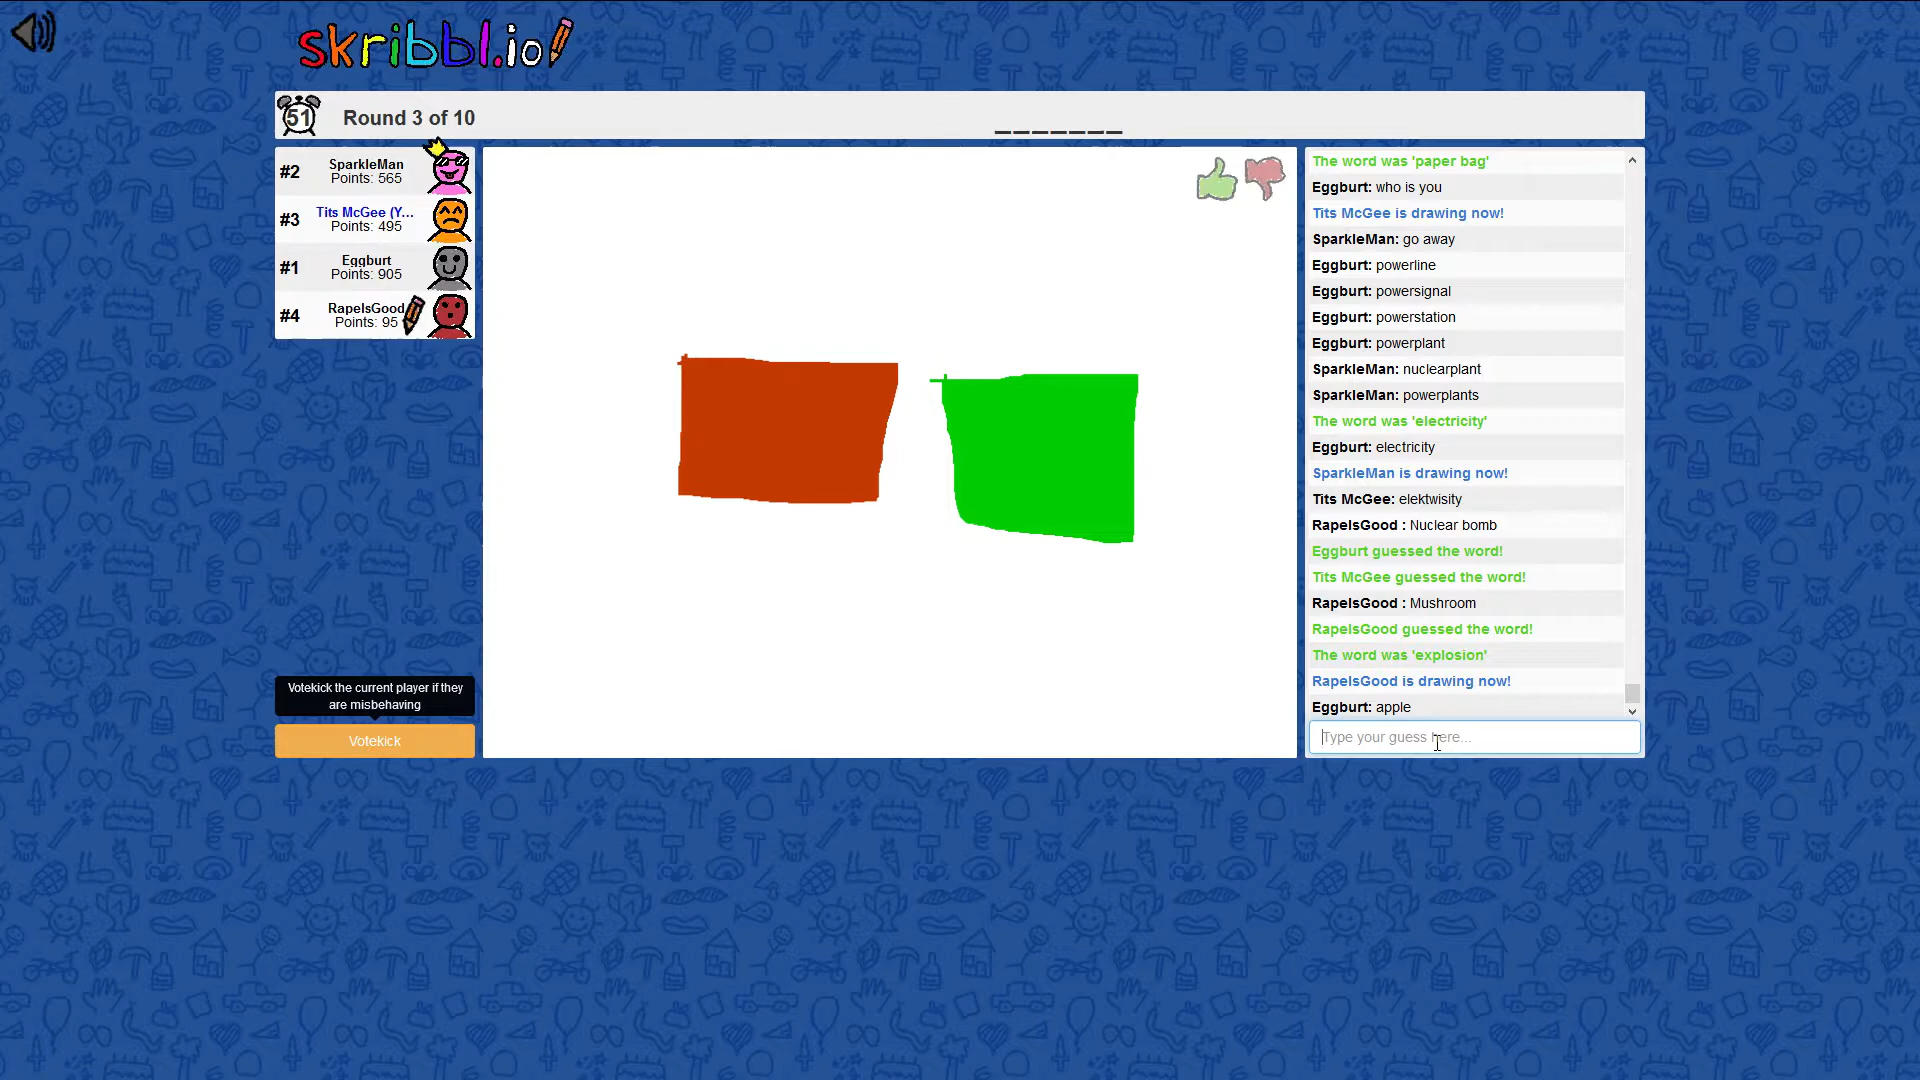 skribbl.io
51
Round 3 of 10
_______
#2
SparkleMan
Points: 565
#3
Tits McGee (Y...
Points: 495
#1
Eggburt
Points: 905
#4
RapeIsGood
Points: 95
Votekick the current player if they
are misbehaving
Votekick
The word was 'paper bag'
Eggburt: who is you
Tits McGee is drawing now!
SparkleMan: go away
Eggburt: powerline
Eggburt: powersignal
Eggburt: powerstation
Eggburt: powerplant
SparkleMan: nuclearplant
SparkleMan: powerplants
The word was 'electricity'
Eggburt: electricity
SparkleMan is drawing now!
Tits McGee: elektwisity
RapeIsGood : Nuclear bomb
Eggburt guessed the word!
Tits McGee guessed the word!
RapeIsGood : Mushroom
RapeIsGood guessed the word!
The word was 'explosion'
RapeIsGood is drawing now!
Eggburt: apple
Type your guess here...